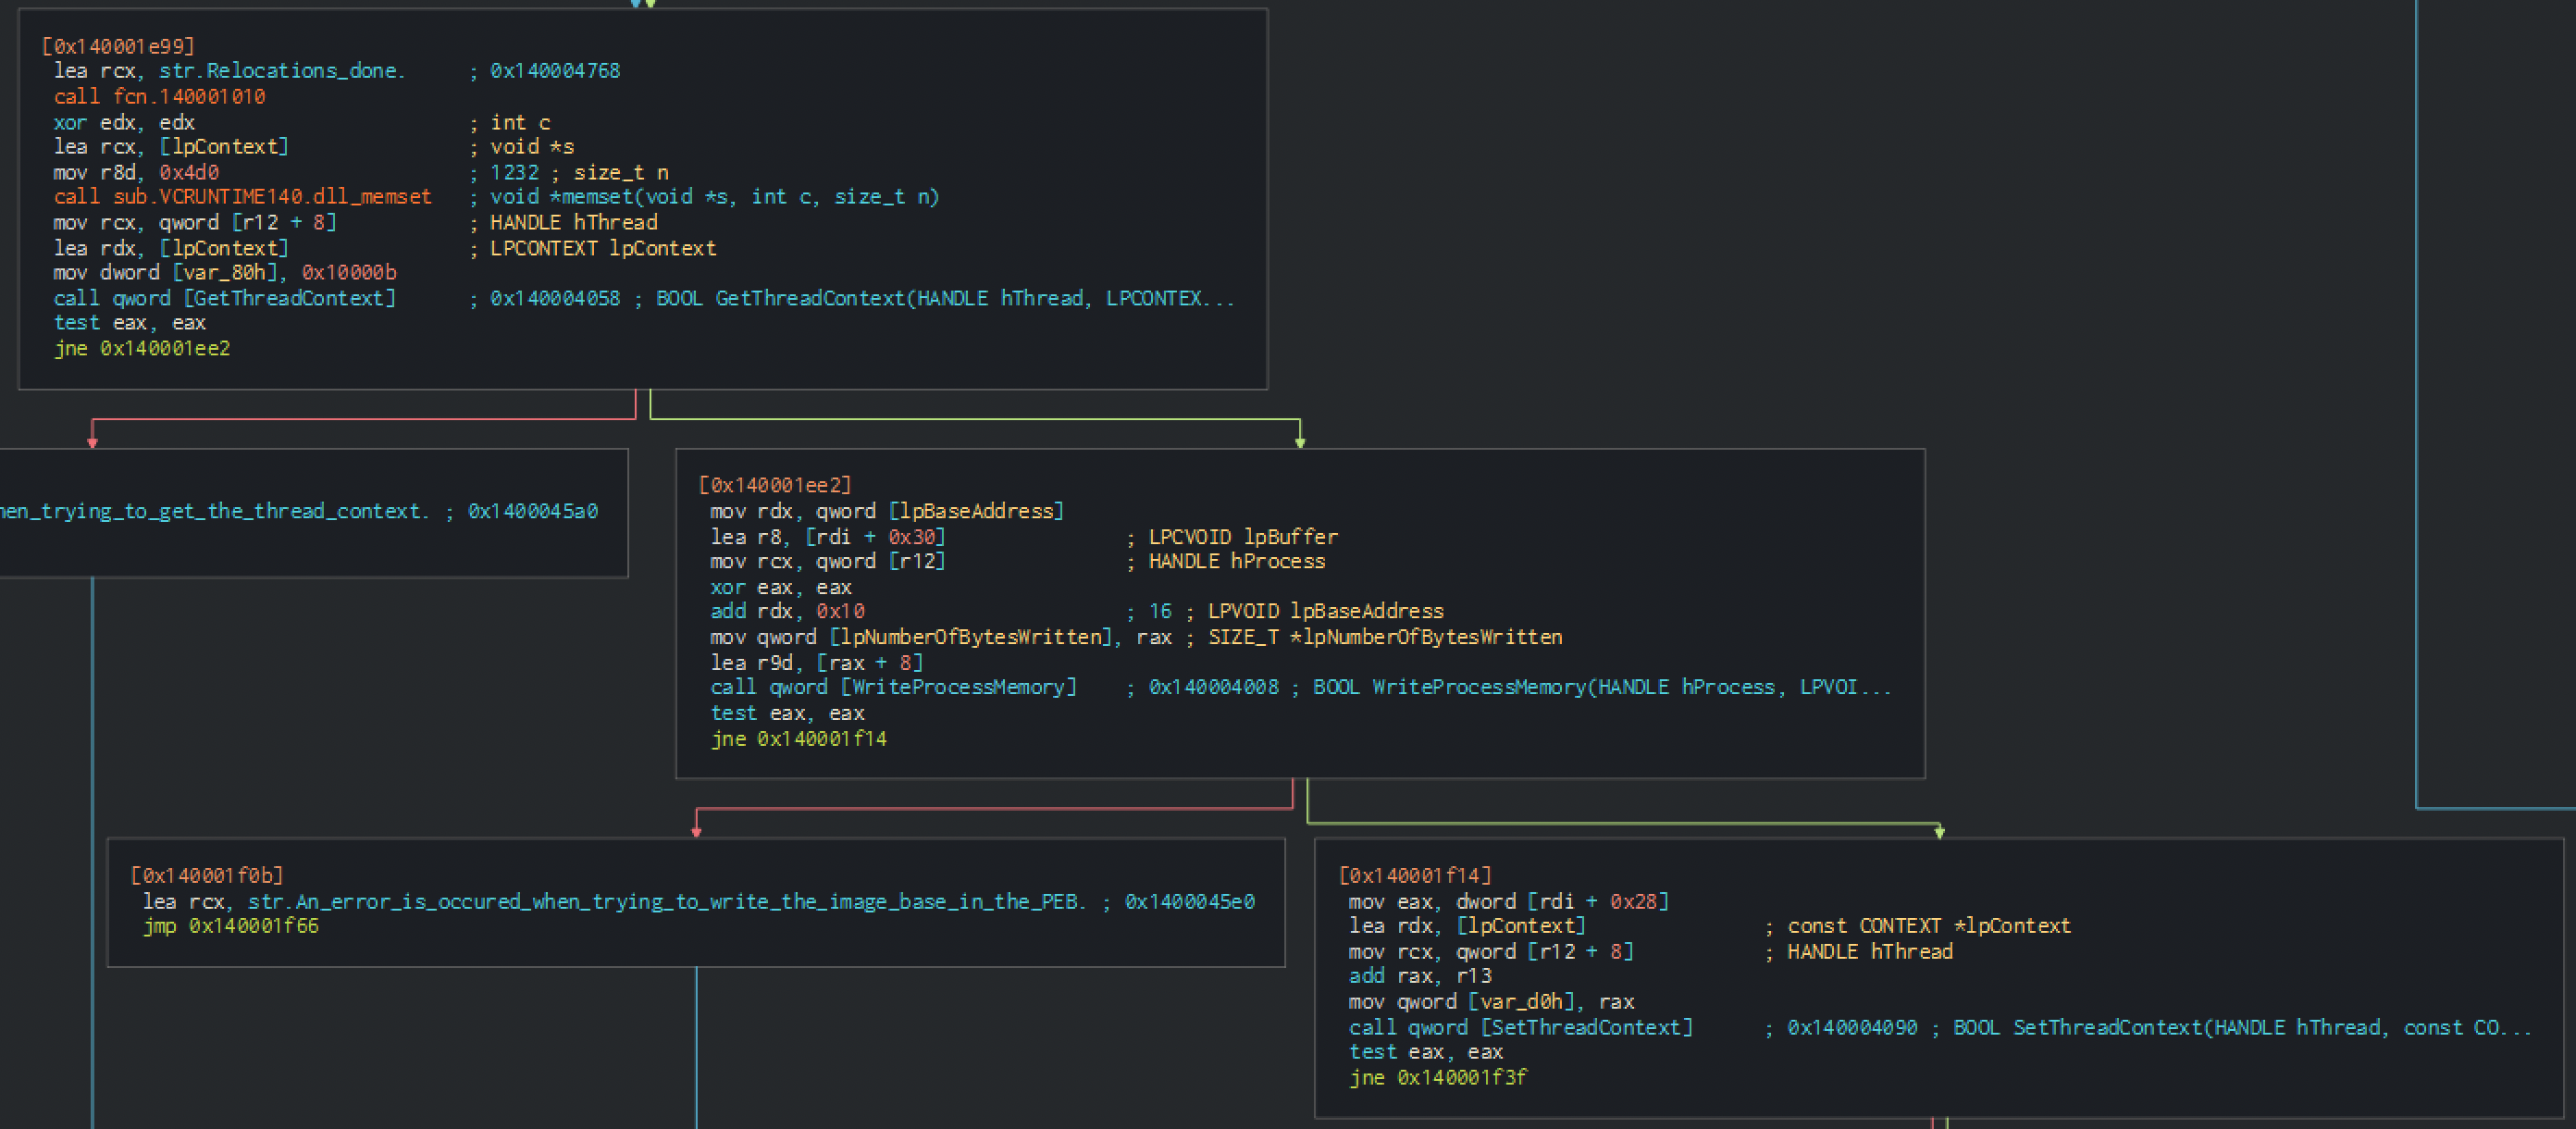 [0x140001e99]
lea rcx, str.Relocations_done. ; 0x140004768
call fcn.140001010
xor edx, edx ; int c
lea rcx, [lpContext] ; void *s
mov r8d, 0x4d0 ; 1232 ; size_t n
call sub.VCRUNTIME140.dll_memset ; void *memset(void *s, int c, size_t n)
mov rcx, qword [r12 + 8] ; HANDLE hThread
lea rdx, [lpContext] ; LPCONTEXT lpContext
mov dword [var_80h], 0x10000b
call qword [GetThreadContext] ; 0x140004058 ; BOOL GetThreadContext(HANDLE hThread, LPCONTEX...
test eax, eax
jne 0x140001ee2
hen_trying_to_get_the_thread_context. ; 0x1400045a0
[0x140001ee2]
mov rdx, qword [lpBaseAddress]
lea r8, [rdi + 0x30] ; LPCVOID lpBuffer
mov rcx, qword [r12] ; HANDLE hProcess
xor eax, eax
add rdx, 0x10 ; 16 ; LPVOID lpBaseAddress
mov qword [lpNumberOfBytesWritten], rax ; SIZE_T *lpNumberOfBytesWritten
lea r9d, [rax + 8]
call qword [WriteProcessMemory] ; 0x140004008 ; BOOL WriteProcessMemory(HANDLE hProcess, LPVOI...
test eax, eax
jne 0x140001f14
[0x140001f0b]
lea rcx, str.An_error_is_occured_when_trying_to_write_the_image_base_in_the_PEB. ; 0x1400045e0
jmp 0x140001f66
[0x140001f14]
mov eax, dword [rdi + 0x28]
lea rdx, [lpContext] ; const CONTEXT *lpContext
mov rcx, qword [r12 + 8] ; HANDLE hThread
add rax, r13
mov qword [var_d0h], rax
call qword [SetThreadContext] ; 0x140004090 ; BOOL SetThreadContext(HANDLE hThread, const CO...
test eax, eax
jne 0x140001f3f